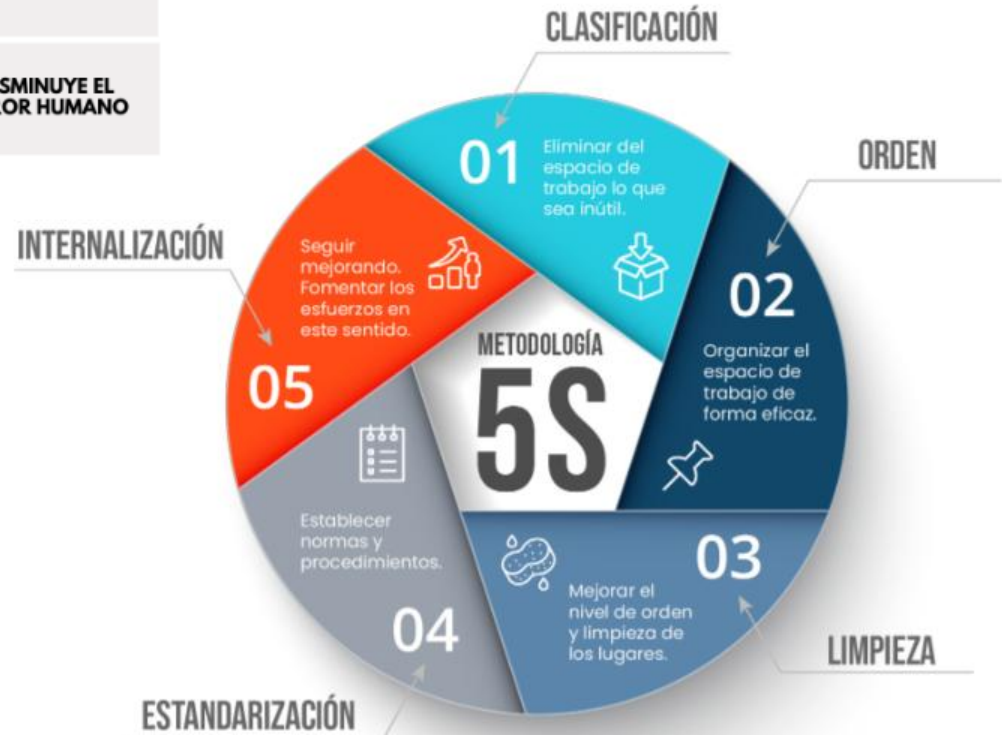 CLASIFICACIÓN
SMINUYE EL
OR HUMANO
01
Eliminar del
espacio de
trabajo lo que
sea inútil.
ORDEN
02
Organizar el
espacio de
trabajo de
forma eficaz.
INTERNALIZACIÓN
Seguir
mejorando.
Fomentar los
esfuerzos en
este sentido.
05
METODOLOGÍA
5S
Establecer
normas y
procedimientos.
04
03
Mejorar el
nivel de orden
y limpieza de
los lugares.
LIMPIEZA
ESTANDARIZACIÓN